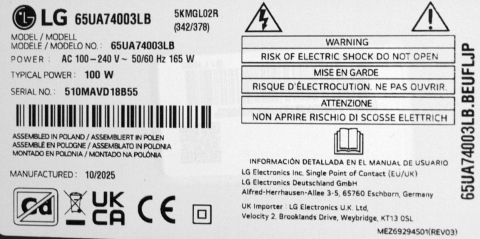 LG 65UA74003LB 5KMGL02R
(342/378)
MODEL / MODELL
MODÈLE / MODELO NO. : 65UA74003LB
POWER : AC 100-240 V ~ 50/60 Hz 165 W
TYPICAL POWER : 100 W
SERIAL NO. : 510MAVD18B55
ASSEMBLED IN POLAND / ASSEMBLIERT IN POLEN
ASSEMBLÉ EN POLOGNE / ASSEMBLATO IN POLONIA
MONTADO EN POLONIA / MONTADO NA POLÓNIA
MANUFACTURED : 10/2025
UK
CA
CE
WARNING
RISK OF ELECTRIC SHOCK DO NOT OPEN
MISE EN GARDE
RISQUE D'ÉLECTROCUTION. NE PAS OUVRIR.
ATTENZIONE
NON APRIRE RISCHIO DI SCOSSE ELETTRICH
INFORMACIÓN DETALLADA EN EL MANUAL DE USUARIO
LG Electronics Inc. Single Point of Contact (EU/UK)
LG Electronics Deutschland GmbH
Alfred-Herrhausen-Allee 3-5, 65760 Eschborn, Germany
UK Importer : LG Electronics U.K. Ltd,
Velocity 2, Brooklands Drive, Weybridge, KT13 0SL
MEZ69294501(REV03)
65UA74003LB.BEUFLJP